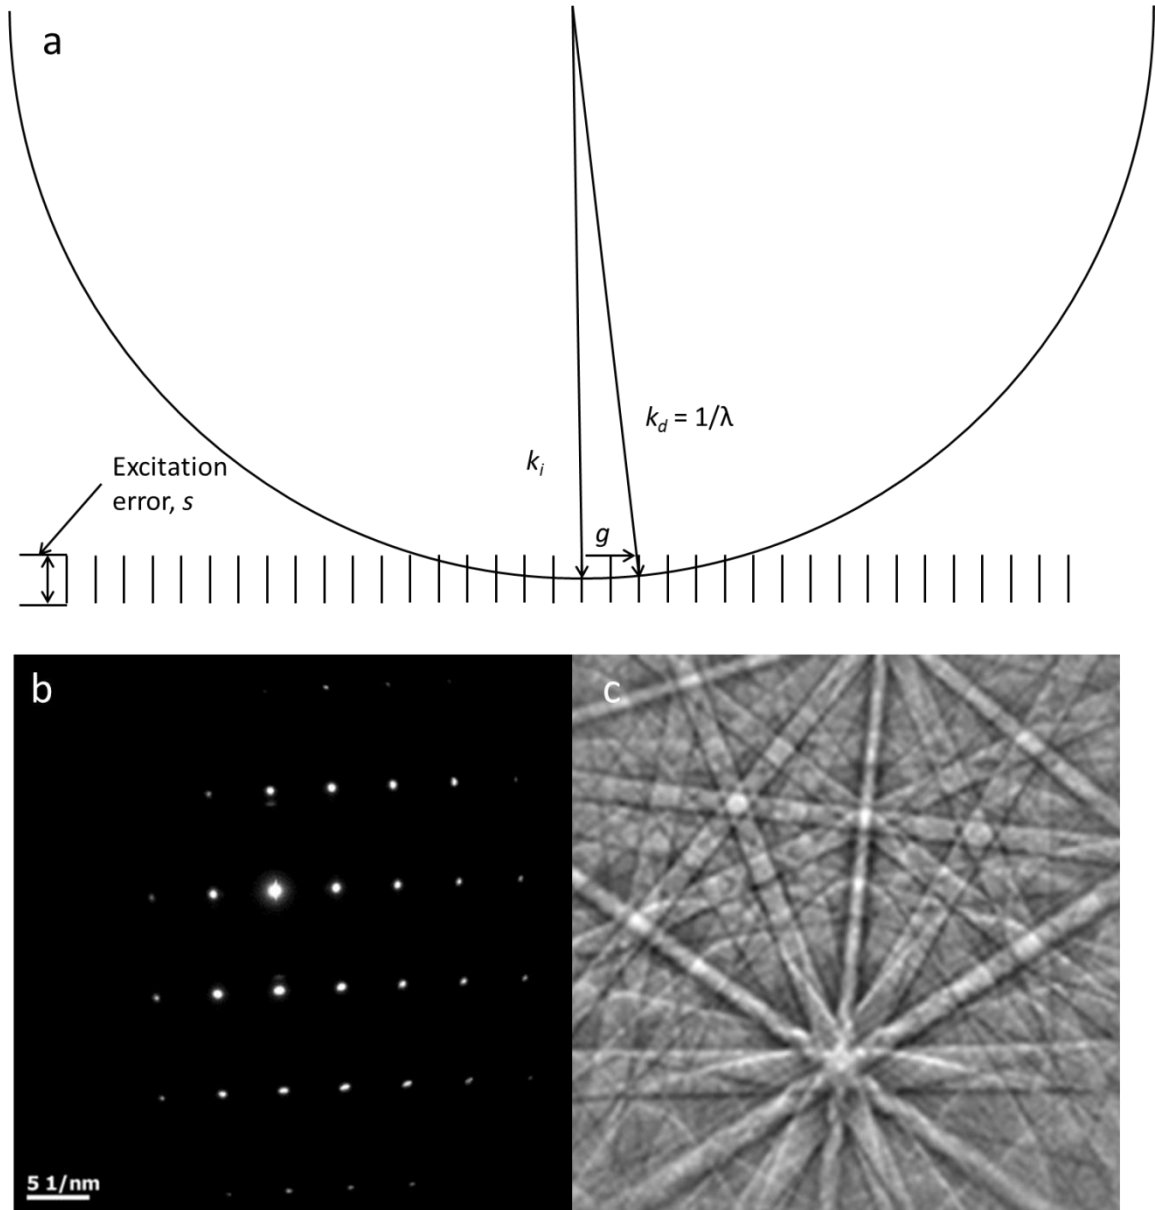 a
k_d = 1/λ
k_i
Excitation
error, s
g
b
c
5 1/nm